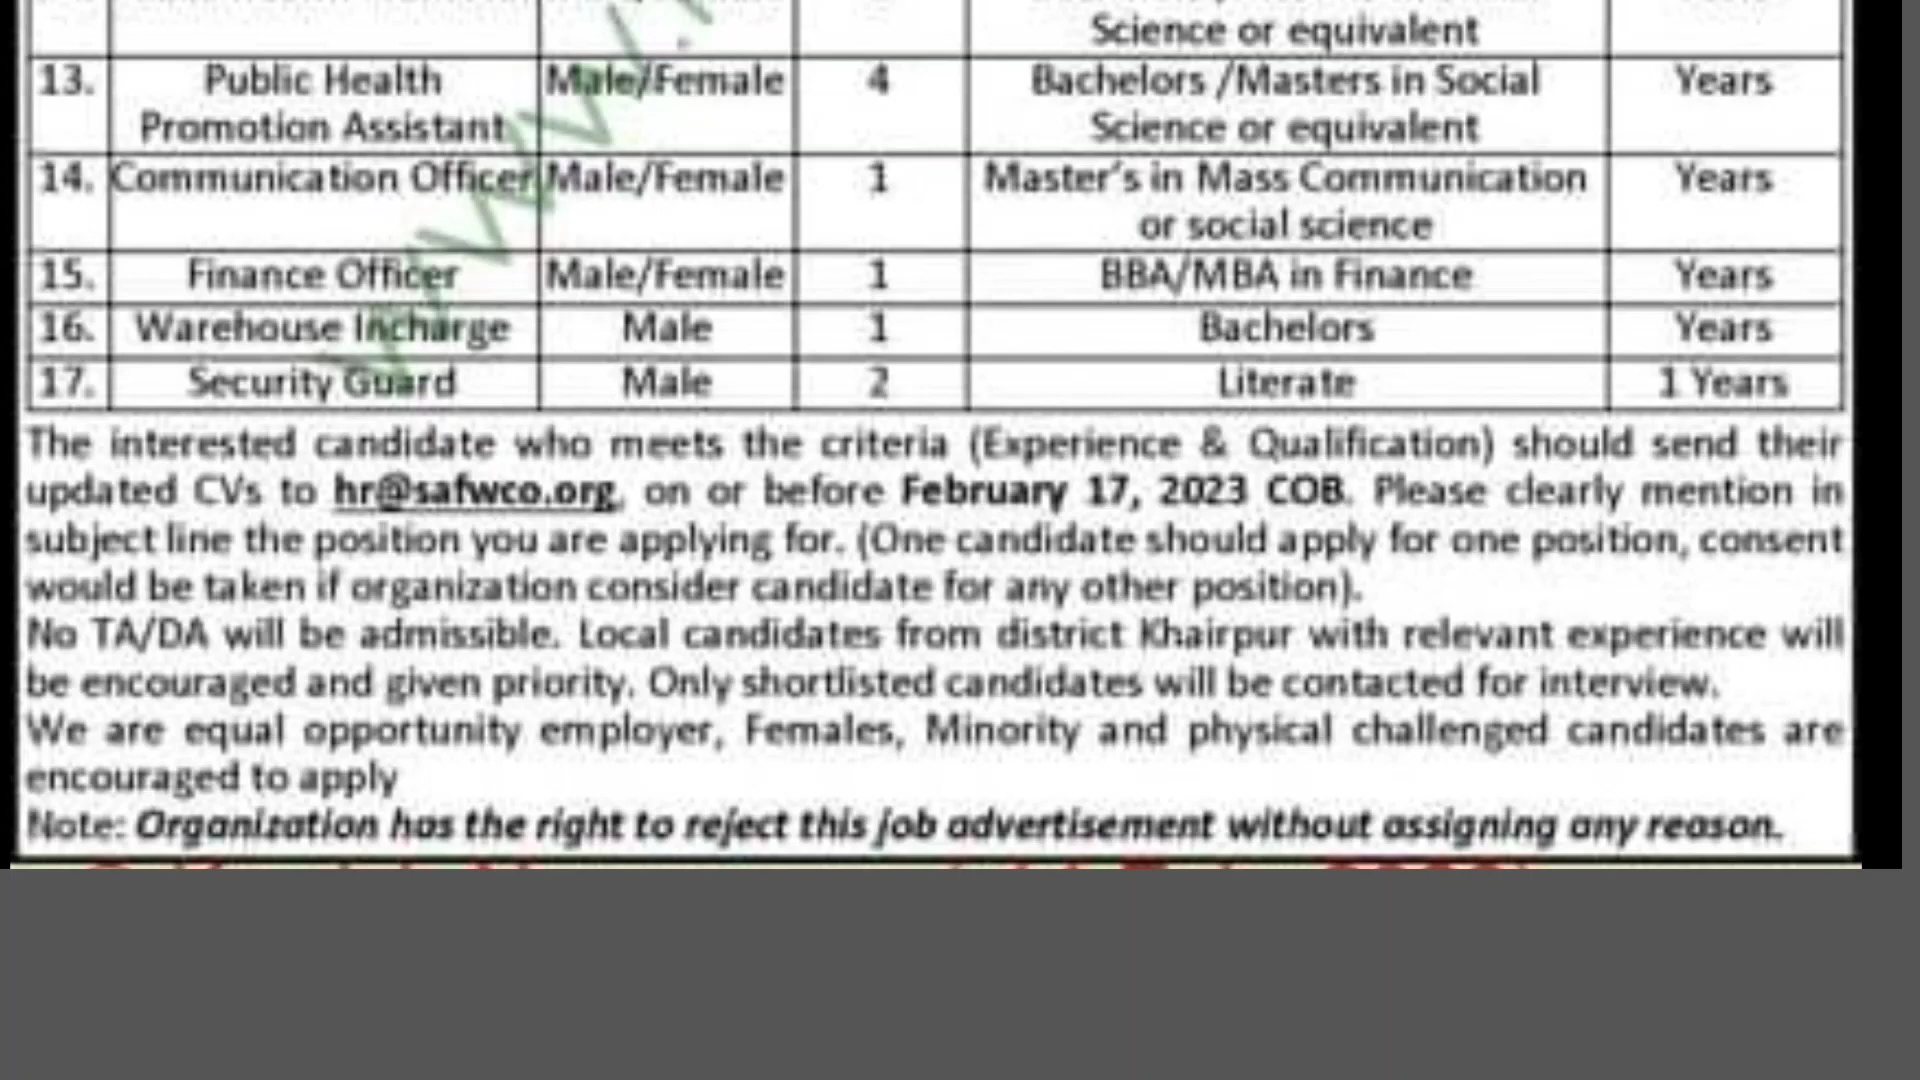 Science or equivalent
13. Public Health Male/Female 4 Bachelors /Masters in Social Years
Promotion Assistant Science or equivalent
14. Communication Officer Male/Female 1 Master's in Mass Communication Years
or social science
15. Finance Officer Male/Female 1 BBA/MBA in Finance Years
16. Warehouse Incharge Male 1 Bachelors Years
17. Security Guard Male 2 Literate 1 Years
The interested candidate who meets the criteria (Experience & Qualification) should send their
updated CVs to hr@safwco.org, on or before February 17, 2023 COB. Please clearly mention in
subject line the position you are applying for. (One candidate should apply for one position, consent
would be taken if organization consider candidate for any other position).
No TA/DA will be admissible. Local candidates from district Khairpur with relevant experience will
be encouraged and given priority. Only shortlisted candidates will be contacted for interview.
We are equal opportunity employer, Females, Minority and physical challenged candidates are
encouraged to apply
Note: Organization has the right to reject this job advertisement without assigning any reason.
www.